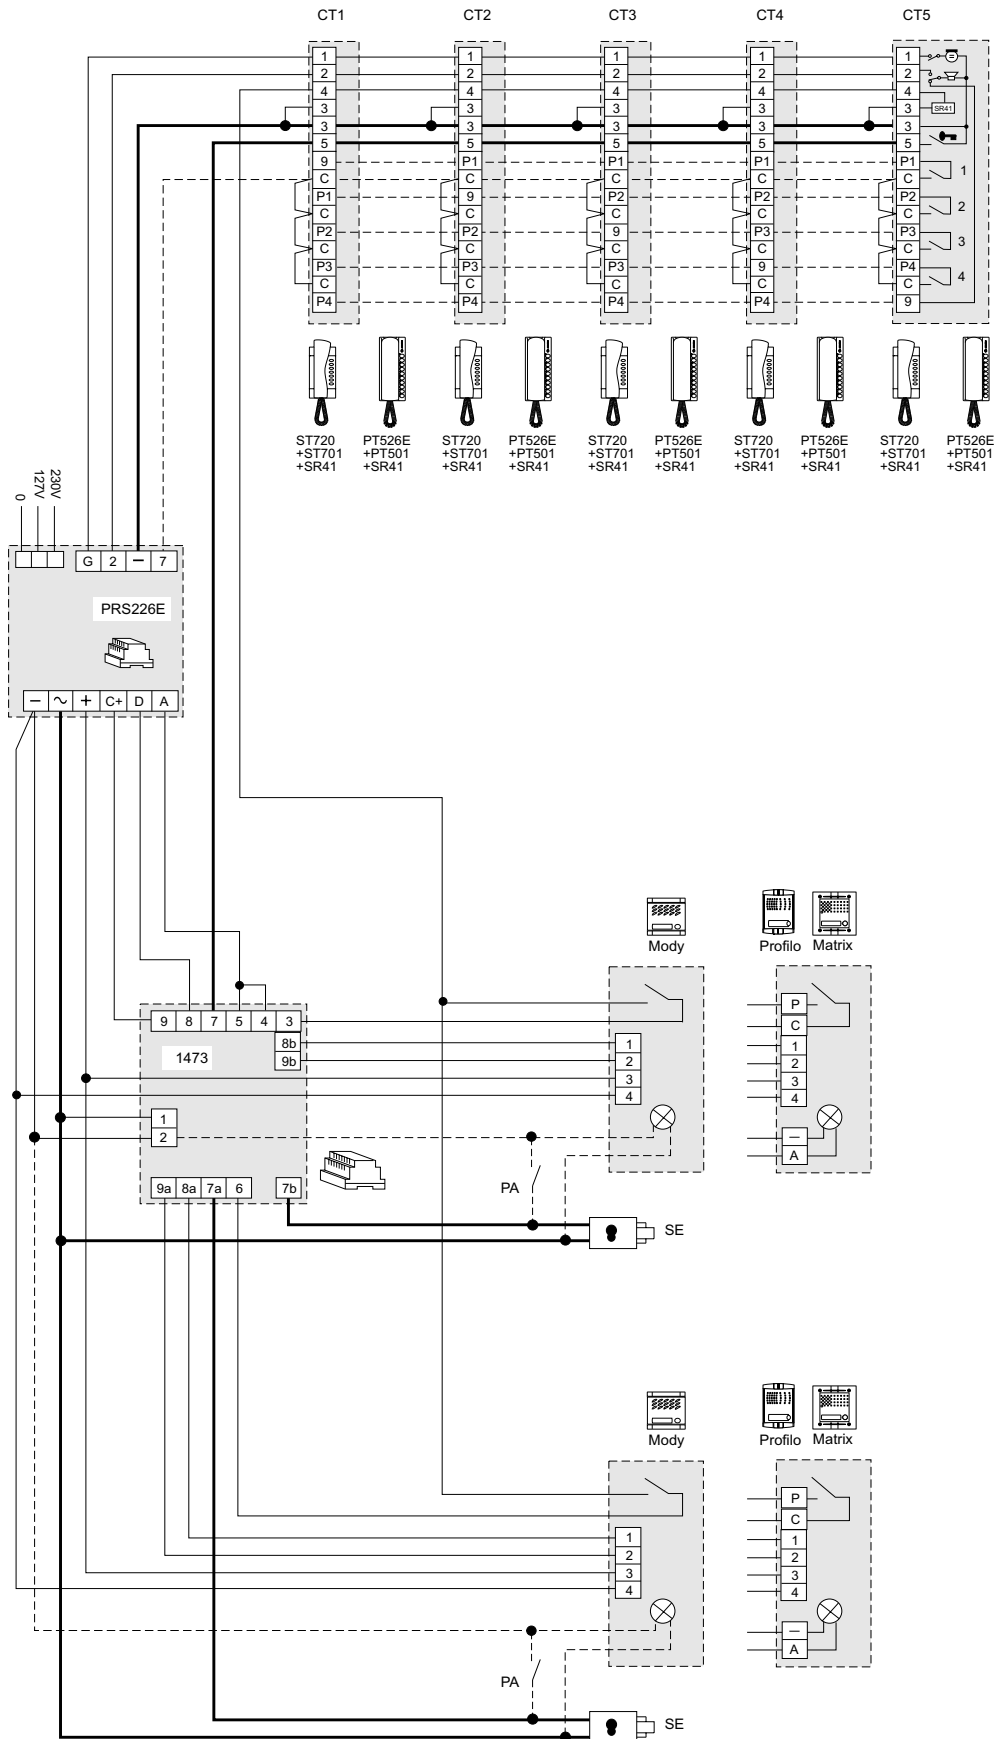 CT1 CT2 CT3 CT4 CT5
1 1 1 1 1
2 2 2 2 2
4 4 4 4 4
3 3 3 3 3
SR41
3 3 3 3 3
5 5 5 5 5
9 P1 P1 P1 P1
1
C C C C C
P1 9 P2 P2 P2
2
C C C C C
P2 P2 9 P3 P3
3
C C C C C
P3 P3 P3 9 P4
4
C C C C C
P4 P4 P4 P4 9
ST720 PT526E ST720 PT526E ST720 PT526E ST720 PT526E ST720 PT526E
+ST701 +PT501 +ST701 +PT501 +ST701 +PT501 +ST701 +PT501 +ST701 +PT501
+SR41 +SR41 +SR41 +SR41 +SR41 +SR41 +SR41 +SR41 +SR41 +SR41
0 127V 230V
G 2 – 7
PRS226E
– ~ + C+ D A
Mody Profilo Matrix
P
C
9 8 7 5 4 3
8b
9b
1473
1 1
2 2
3 3
4 4
1
2
–
A
9a 8a 7a 6 7b
PA
SE
Mody Profilo Matrix
P
C
1 1
2 2
3 3
4 4
–
A
PA
SE